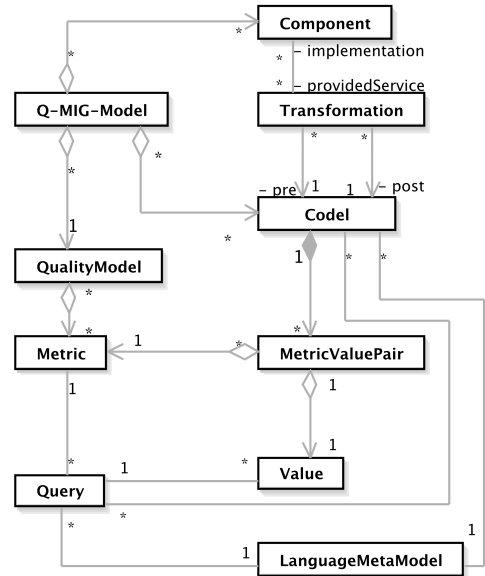 Component
*
*
– implementation
*
*
– providedService
Q-MIG-Model
Transformation
*
*
*
*
– pre
1
1
– post
1
Codel
*
1
*
*
QualityModel
*
*
*
1
*
Metric
MetricValuePair
1
1
1
*
*
1
Value
Query
*
*
1
1
LanguageMetaModel